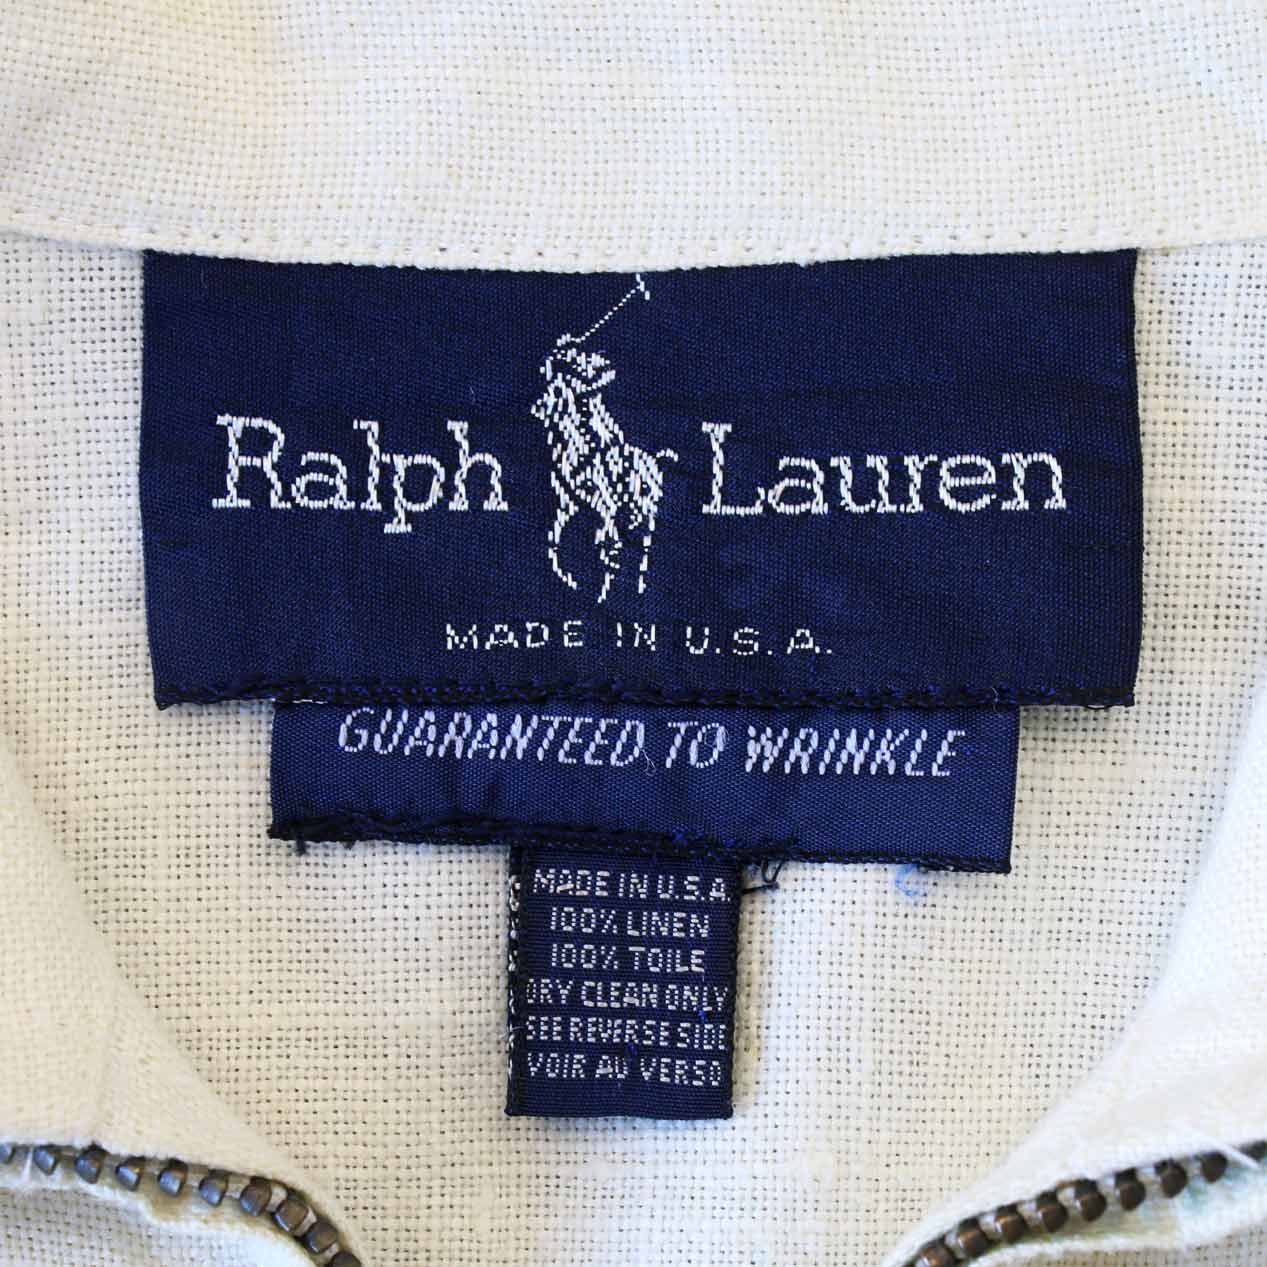 Ralph Lauren
MADE IN U.S.A.
GUARANTEED TO WRINKLE
MADE IN U.S.A
100% LINEN
100% TOILE
DRY CLEAN ONLY
SEE REVERSE SIDE
VOIR AU VERSO